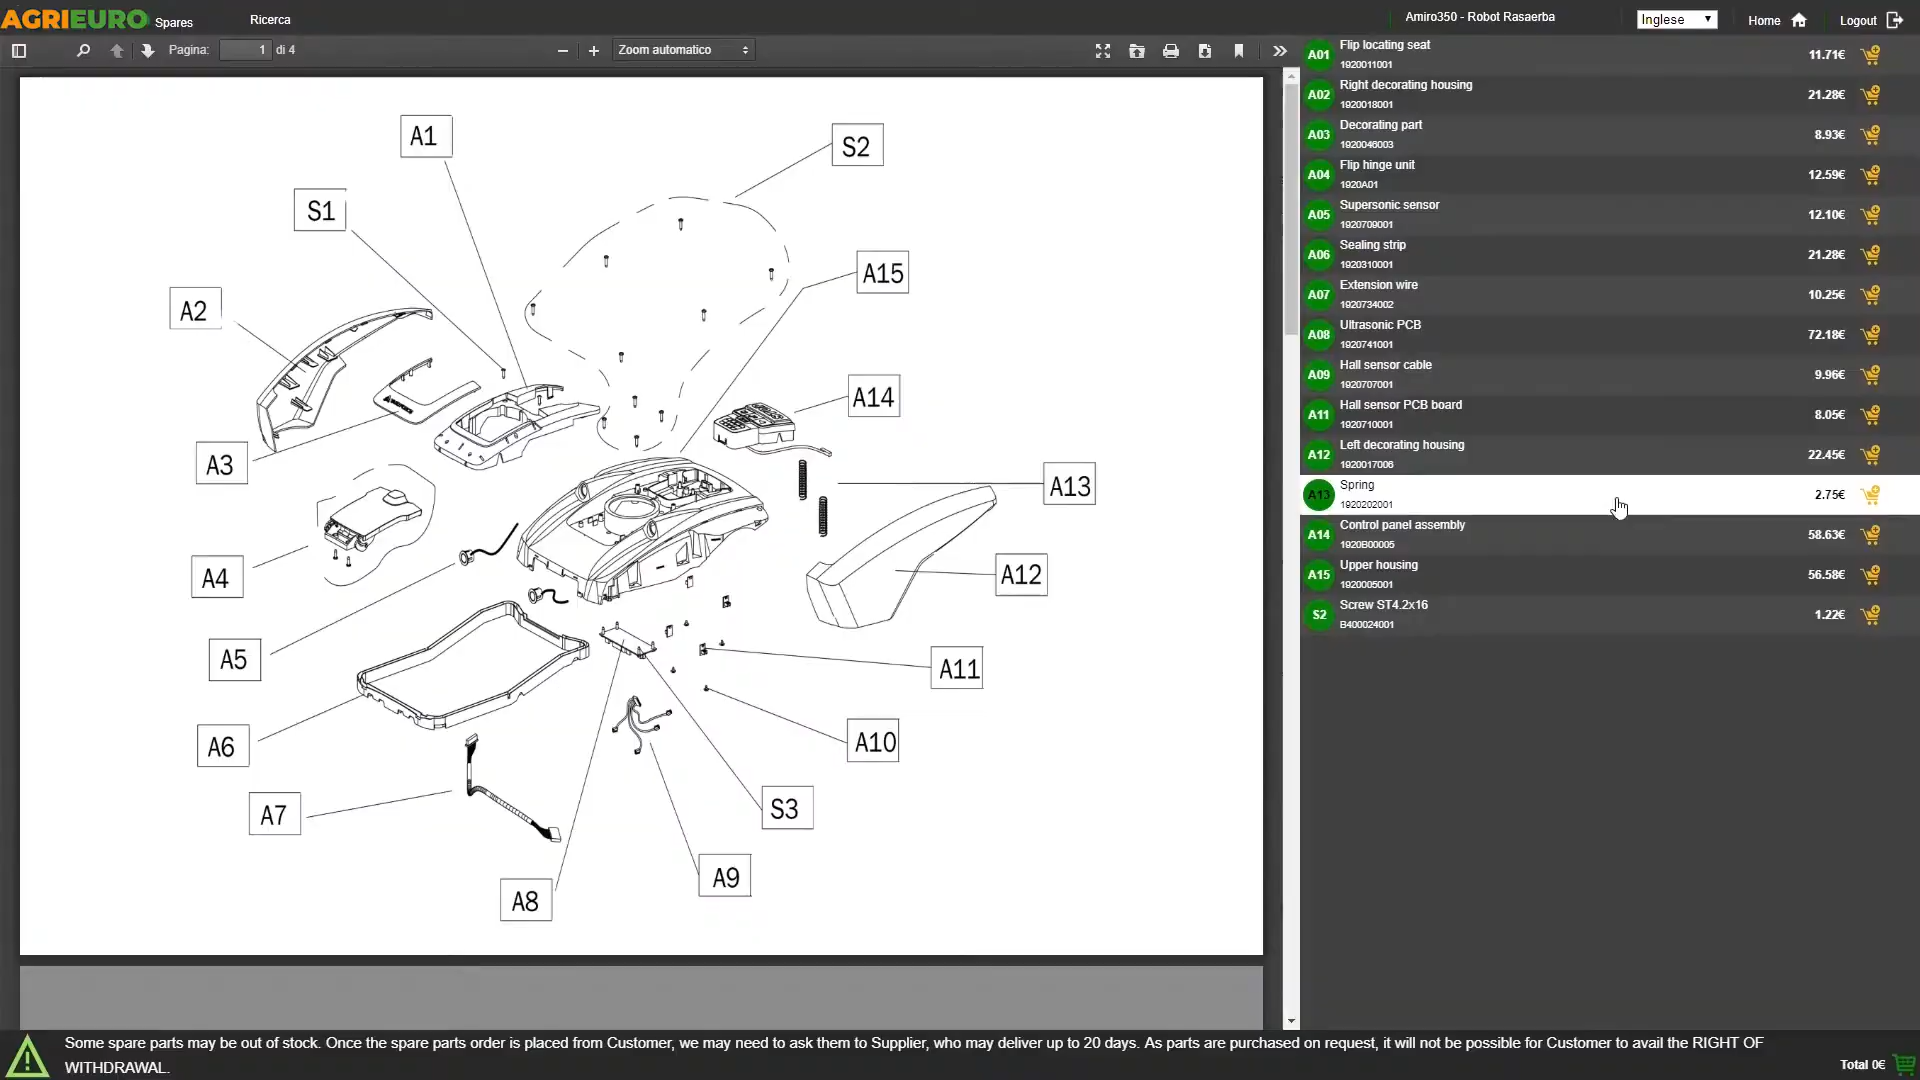 AGRIEURO Spares
Ricerca
Amiro350 - Robot Rasaerba
Inglese
Home
Logout
Pagina: 1 di 4
Zoom automatico
A1
S2
S1
A15
A2
A14
A3
A13
A4
A12
A5
A11
A6
A10
A7
S3
A9
A8
A01 Flip locating seat 11.71€
1920011001
A02 Right decorating housing 21.28€
1920018001
A03 Decorating part 8.93€
1920046003
A04 Flip hinge unit 12.59€
1920A01
A05 Supersonic sensor 12.10€
1920709001
A06 Sealing strip 21.28€
1920310001
A07 Extension wire 10.25€
1920734002
A08 Ultrasonic PCB 72.18€
1920741001
A09 Hall sensor cable 9.96€
1920707001
A11 Hall sensor PCB board 8.05€
1920710001
A12 Left decorating housing 22.45€
1920017006
A13 Spring 2.75€
1920202001
A14 Control panel assembly 58.63€
1920B00005
A15 Upper housing 56.58€
1920005001
S2 Screw ST4.2x16 1.22€
B400024001
Some spare parts may be out of stock. Once the spare parts order is placed from Customer, we may need to ask them to Supplier, who may deliver up to 20 days. As parts are purchased on request, it will not be possible for Customer to avail the RIGHT OF
WITHDRAWAL.
Total 0€